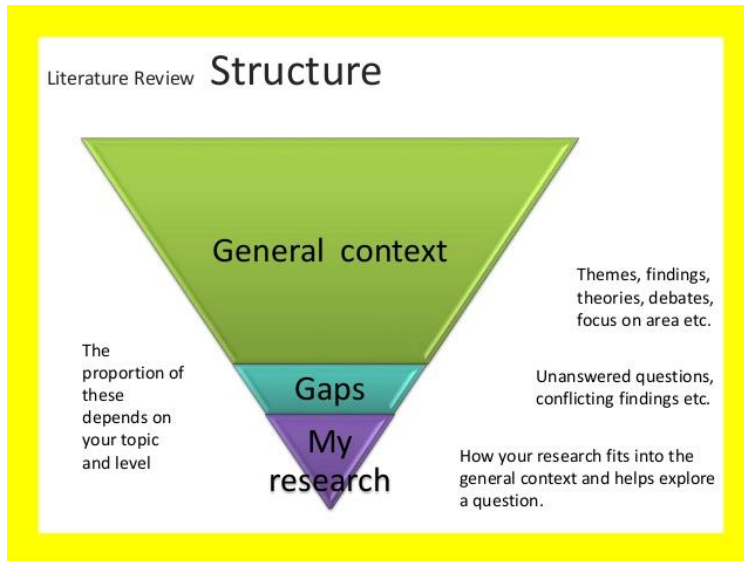 Literature Review Structure
General context
Themes, findings,
theories, debates,
focus on area etc.
The
proportion of
these
depends on
your topic
and level
Gaps
Unanswered questions,
conflicting findings etc.
My
research
How your research fits into the
general context and helps explore
a question.